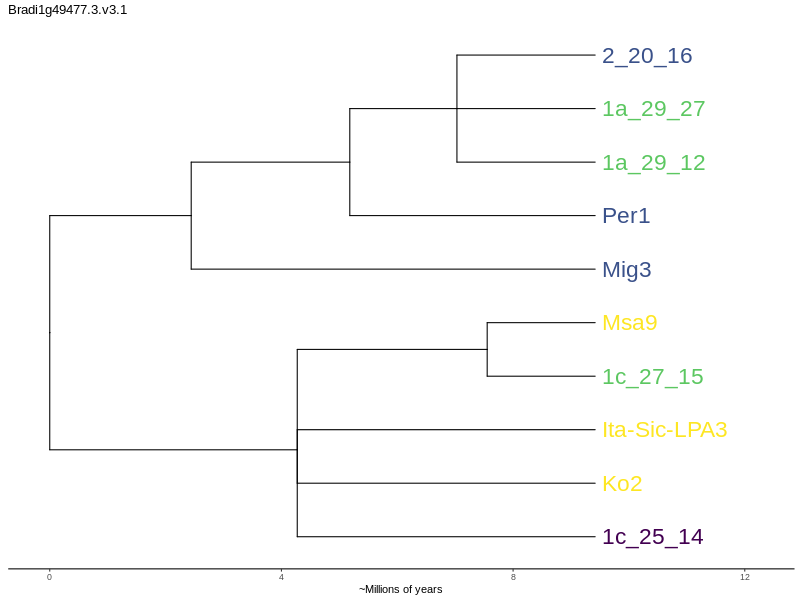 Bradi1g49477.3.v3.1
2_20_16
1a_29_27
1a_29_12
Per1
Mig3
Msa9
1c_27_15
Ita-Sic-LPA3
Ko2
1c_25_14
0 4 8 12
~Millions of years